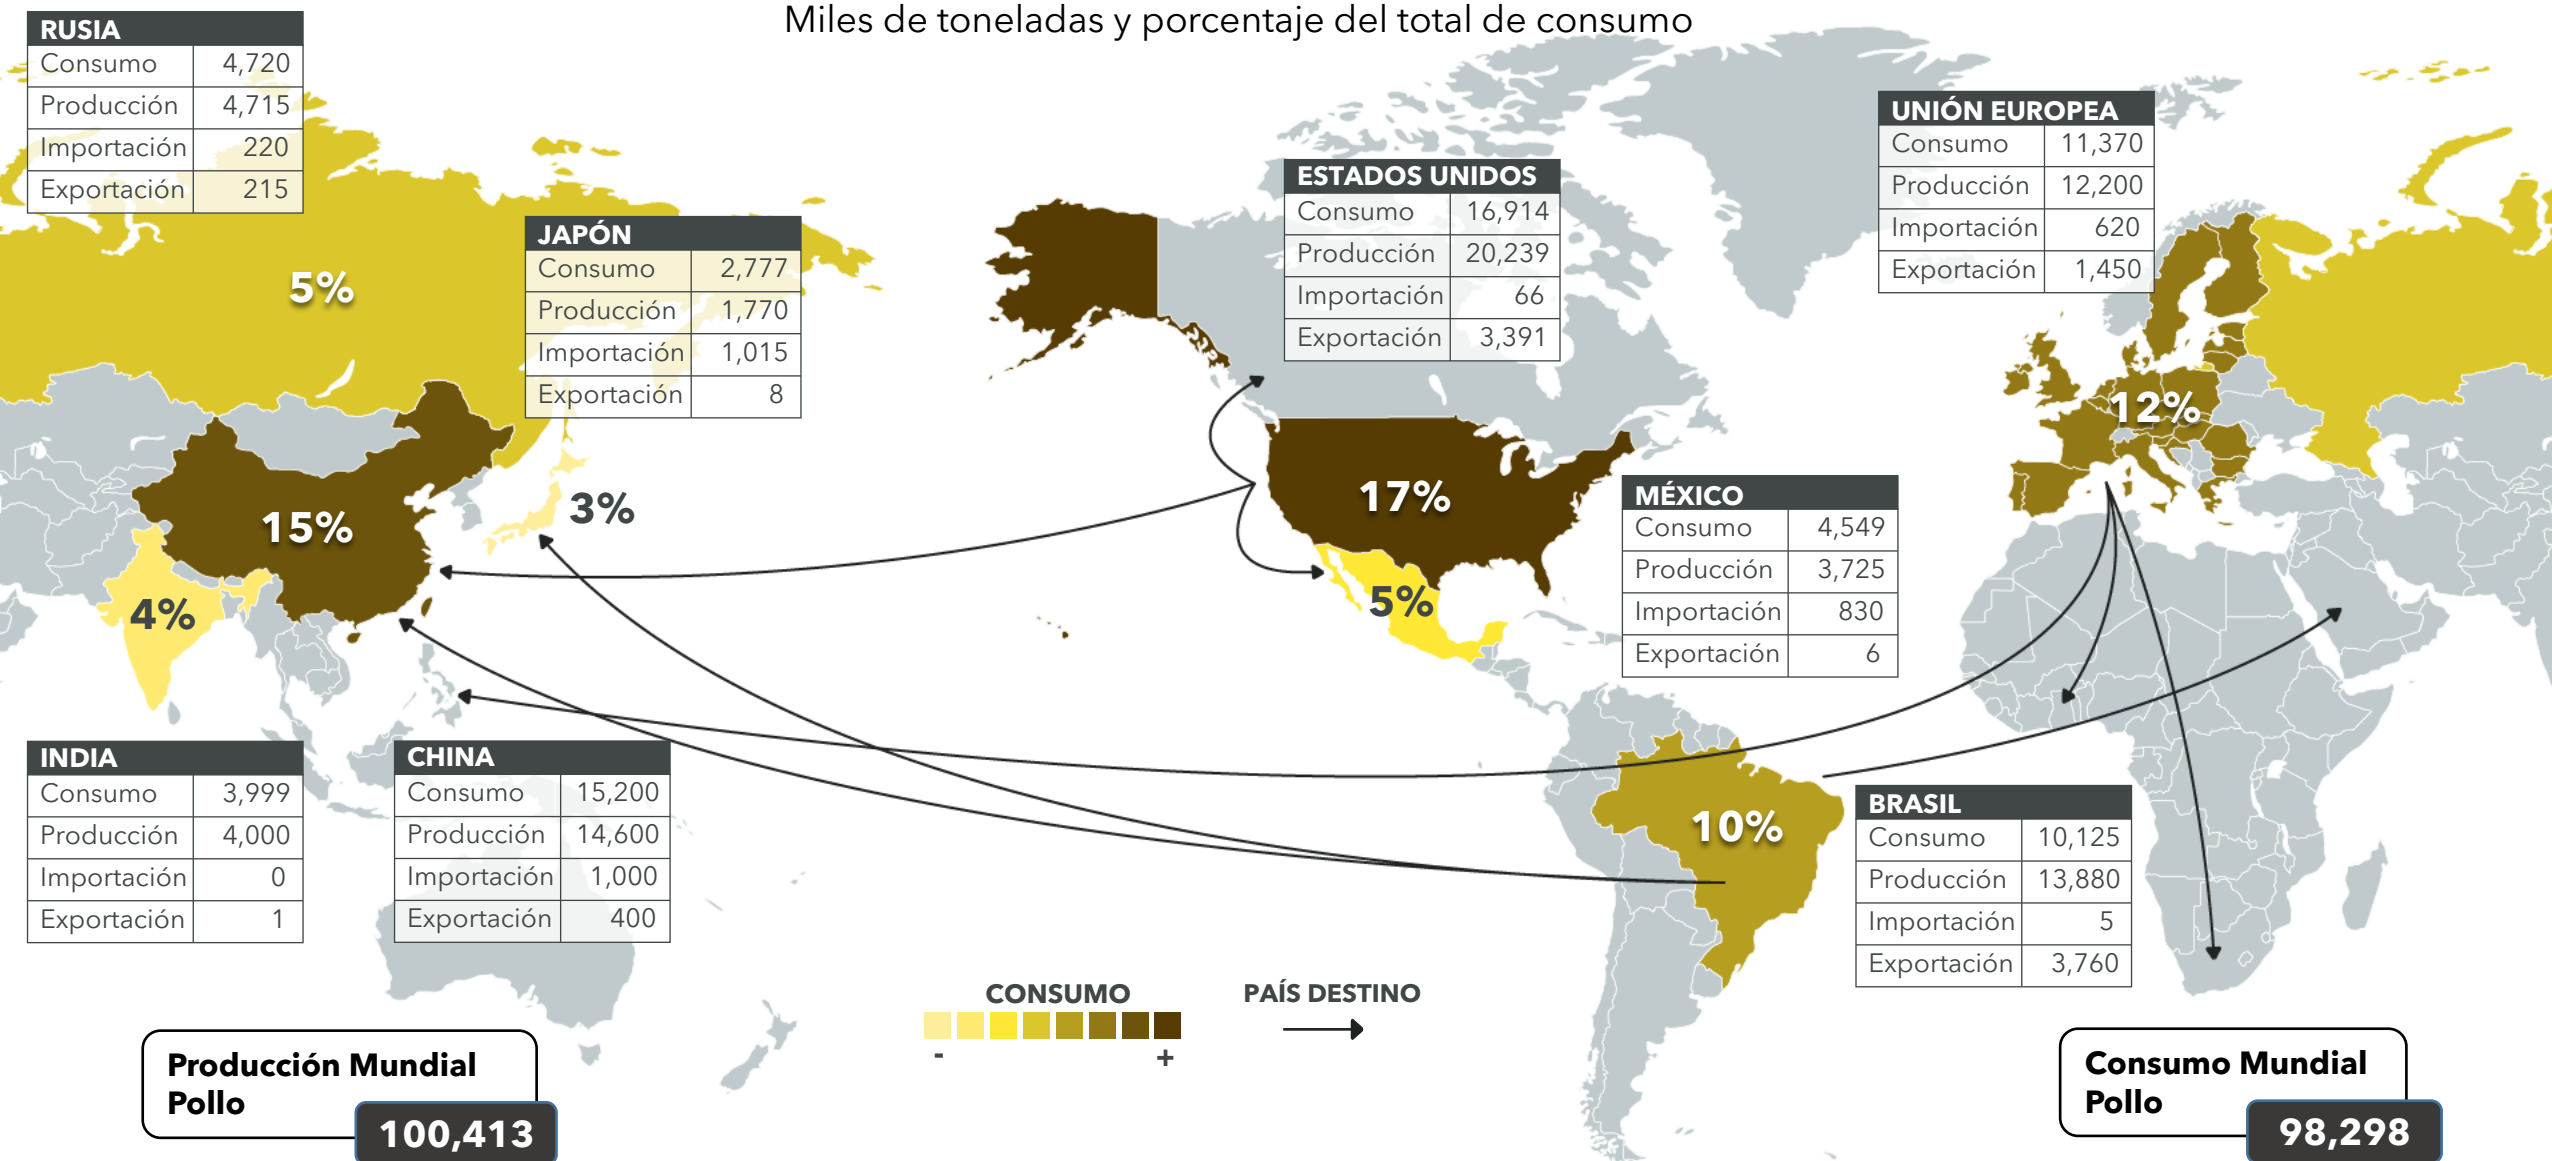 Miles de toneladas y porcentaje del total de consumo
RUSIA
Consumo 4,720
Producción 4,715
Importación 220
Exportación 215
JAPÓN
Consumo 2,777
Producción 1,770
Importación 1,015
Exportación 8
ESTADOS UNIDOS
Consumo 16,914
Producción 20,239
Importación 66
Exportación 3,391
UNIÓN EUROPEA
Consumo 11,370
Producción 12,200
Importación 620
Exportación 1,450
5%
12%
17%
3%
15%
4%
5%
MÉXICO
Consumo 4,549
Producción 3,725
Importación 830
Exportación 6
INDIA
Consumo 3,999
Producción 4,000
Importación 0
Exportación 1
CHINA
Consumo 15,200
Producción 14,600
Importación 1,000
Exportación 400
10%
BRASIL
Consumo 10,125
Producción 13,880
Importación 5
Exportación 3,760
CONSUMO
- +
PAÍS DESTINO
Producción Mundial
Pollo
100,413
Consumo Mundial
Pollo
98,298